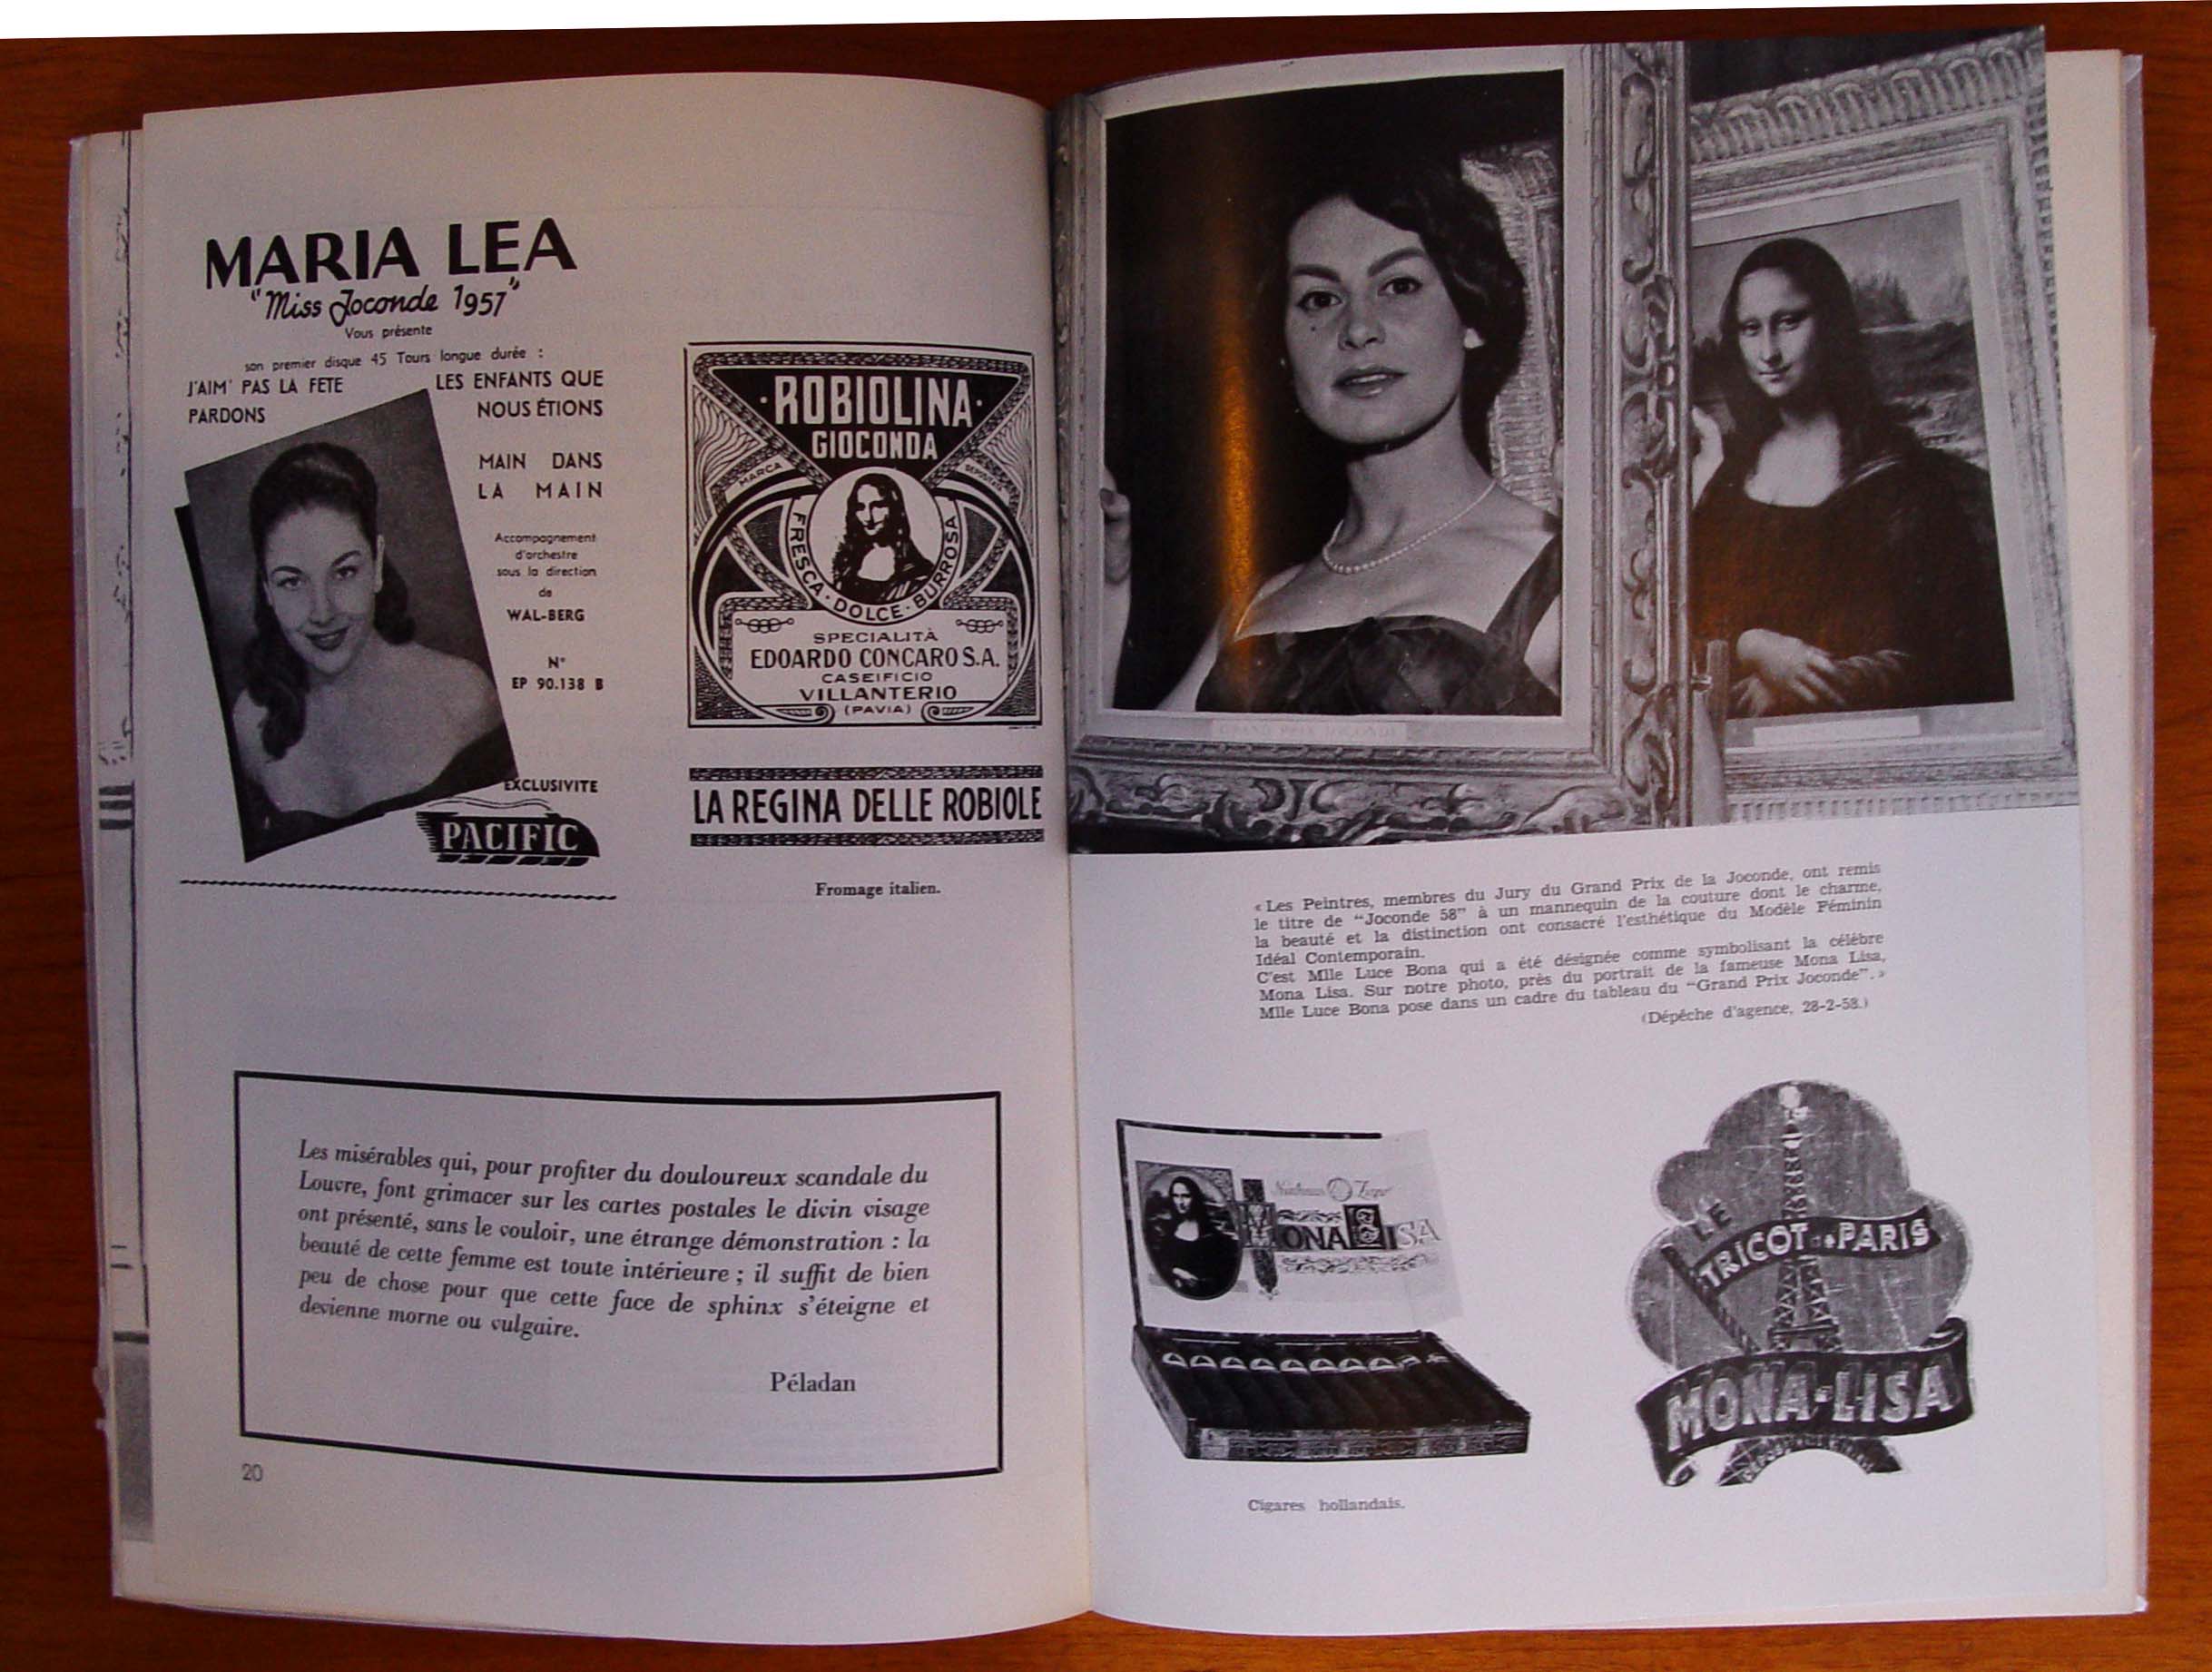 MARIA LEA
"Miss Joconde 1957"
Vous présente
son premier disque 45 Tours longue durée :
J'AIM' PAS LA FETE
PARDONS
LES ENFANTS QUE
NOUS ÉTIONS
MAIN DANS
LA MAIN
Accompagnement
d'orchestre
sous la direction
de
WAL-BERG
N°
EP 90.138 B
EXCLUSIVITE
PACIFIC
·ROBIOLINA·
GIOCONDA
MARCA DEPOSITATA
FRESCA·DOLCE·BURROSA
SPECIALITÀ
EDOARDO CONCARO S.A.
CASEIFICIO
VILLANTERIO
(PAVIA)
LA REGINA DELLE ROBIOLE
Fromage italien.
Les misérables qui, pour profiter du douloureux scandale du
Louvre, font grimacer sur les cartes postales le divin visage
ont présenté, sans le vouloir, une étrange démonstration : la
beauté de cette femme est toute intérieure ; il suffit de bien
peu de chose pour que cette face de sphinx s'éteigne et
devienne morne ou vulgaire.
Péladan
20
GRAND PRIX JOCONDE
« Les Peintres, membres du Jury du Grand Prix de la Joconde, ont remis
le titre de "Joconde 58" à un mannequin de la couture dont le charme,
la beauté et la distinction ont consacré l'esthétique du Modèle Féminin
Idéal Contemporain.
C'est Mlle Luce Bona qui a été désignée comme symbolisant la célèbre
Mona Lisa. Sur notre photo, près du portrait de la fameuse Mona Lisa,
Mlle Luce Bona pose dans un cadre du tableau du "Grand Prix Joconde". »
(Dépêche d'agence, 28-2-58.)
MONA LISA
Cigares hollandais.
LE
TRICOT de PARIS
MONA-LISA